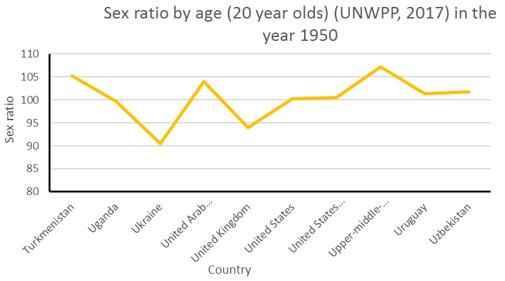 Sex ratio by age (20 year olds) (UNWPP, 2017) in the
year 1950
110
105
100
95
90
85
80
Sex ratio
Turkmenistan
Uganda
Ukraine
United Arab...
United Kingdom
United States
United States...
Upper-middle-...
Uruguay
Uzbekistan
Country